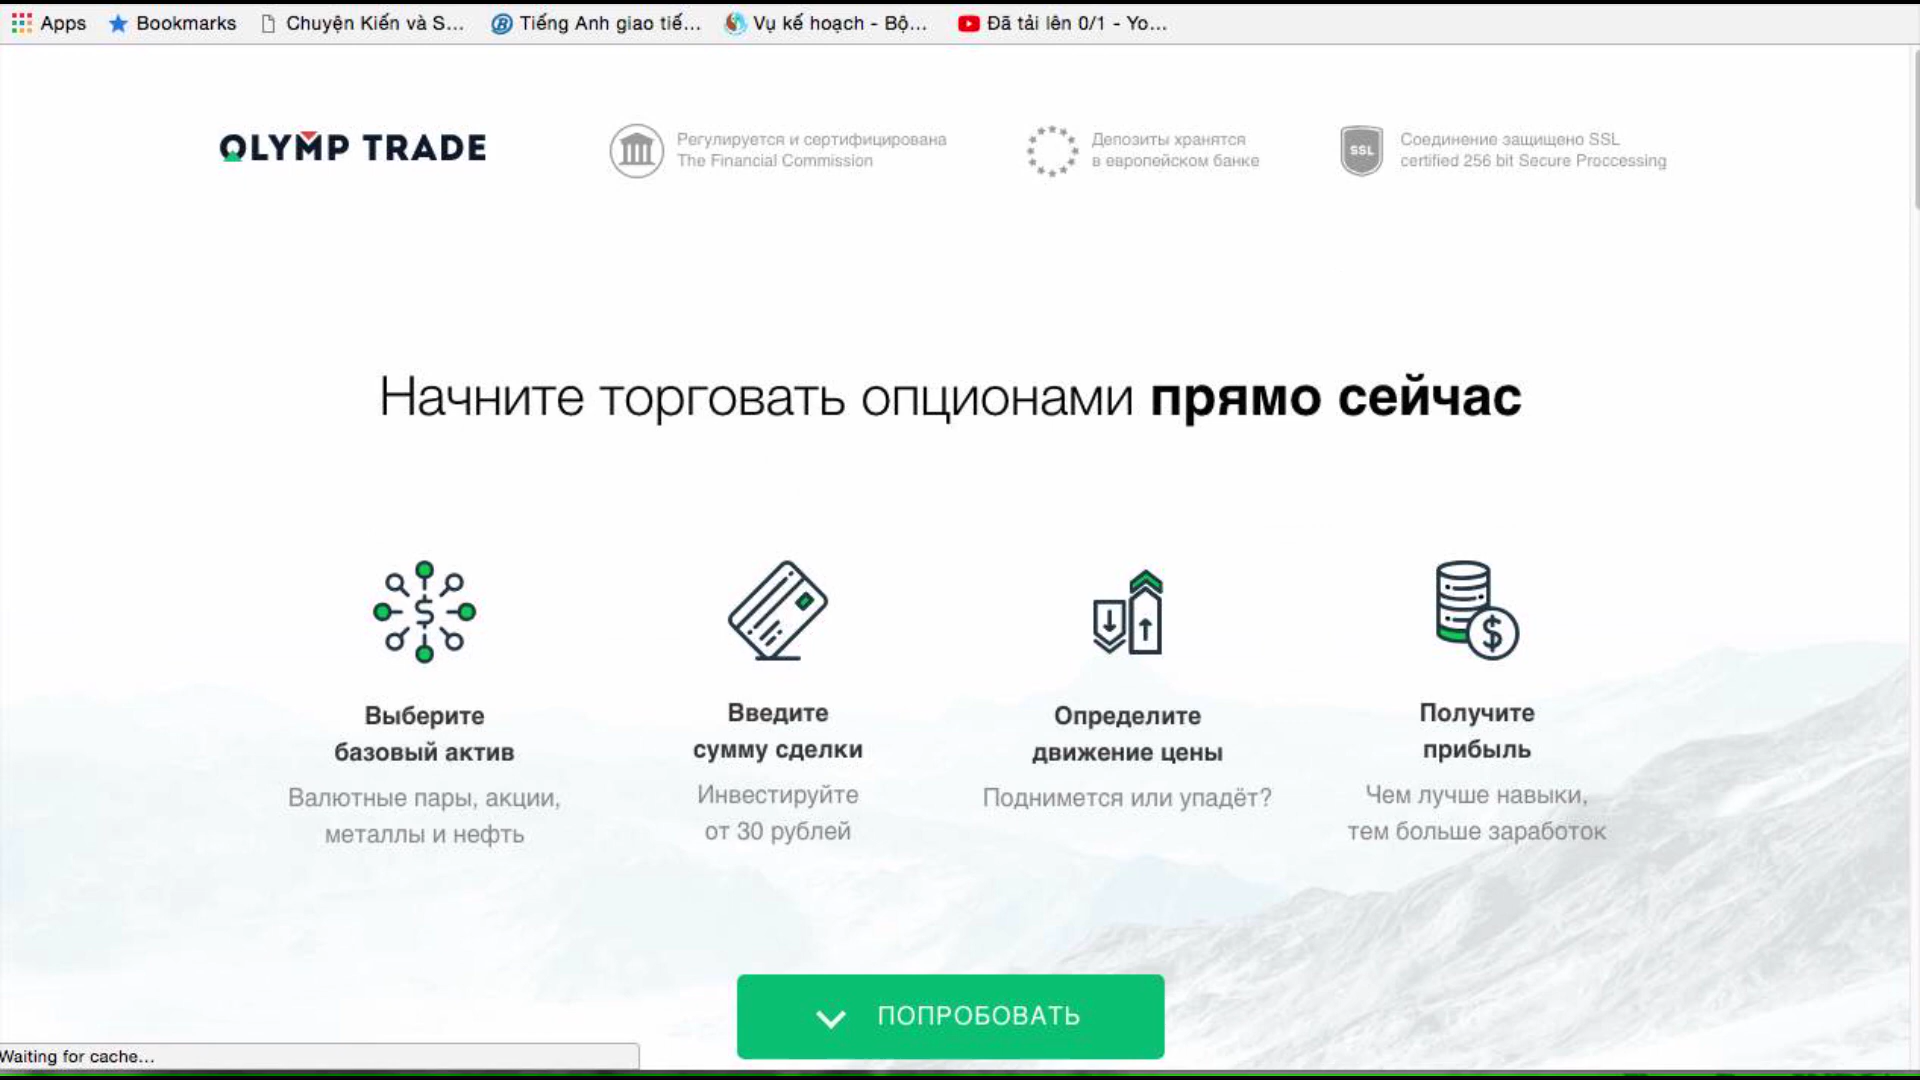 Apps Bookmarks Chuyện Kiến và S... Tiếng Anh giao tiế... Vụ kế hoạch - Bộ... Đã tải lên 0/1 - Yo...
OLYMP TRADE
Регулируется и сертифицирована
The Financial Commission
Депозиты хранятся
в европейском банке
SSL
Соединение защищено SSL
certified 256 bit Secure Proccessing
Начните торговать опционами прямо сейчас
Выберите
базовый актив
Валютные пары, акции,
металлы и нефть
Введите
сумму сделки
Инвестируйте
от 30 рублей
Определите
движение цены
Поднимется или упадёт?
Получите
прибыль
Чем лучше навыки,
тем больше заработок
ПОПРОБОВАТЬ
Waiting for cache...